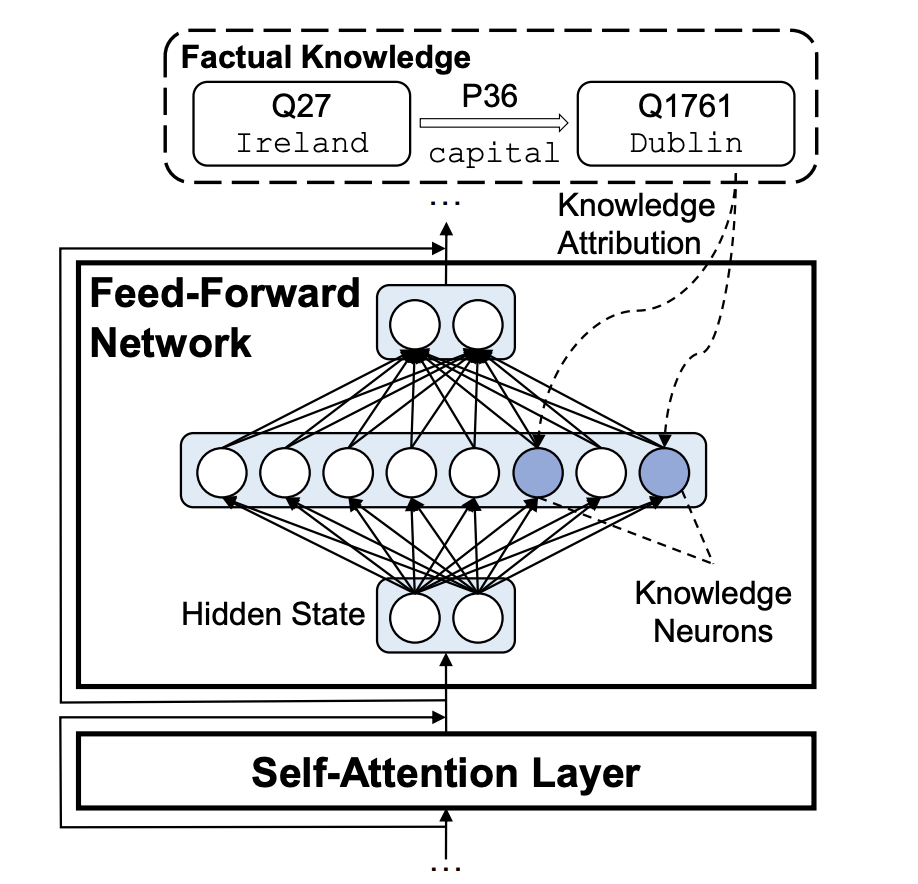 Factual Knowledge
Q27
Ireland
P36
capital
Q1761
Dublin
...
Knowledge
Attribution
Feed-Forward
Network
Hidden State
Knowledge
Neurons
Self-Attention Layer
...